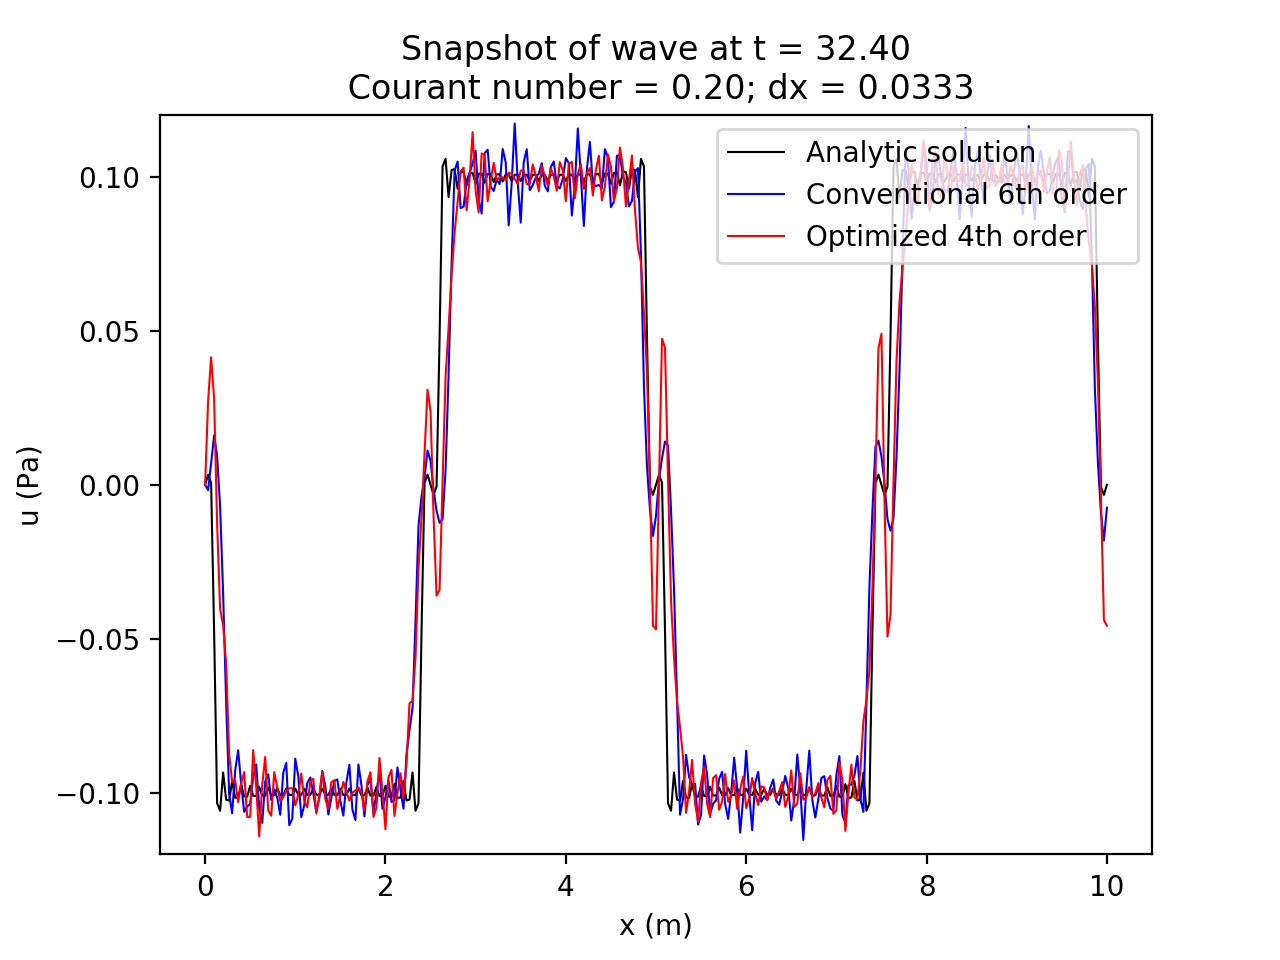 Snapshot of wave at t = 32.40
Courant number = 0.20; dx = 0.0333
Analytic solution
Conventional 6th order
Optimized 4th order
0.10
0.05
0.00
−0.05
−0.10
u (Pa)
0 2 4 6 8 10
x (m)